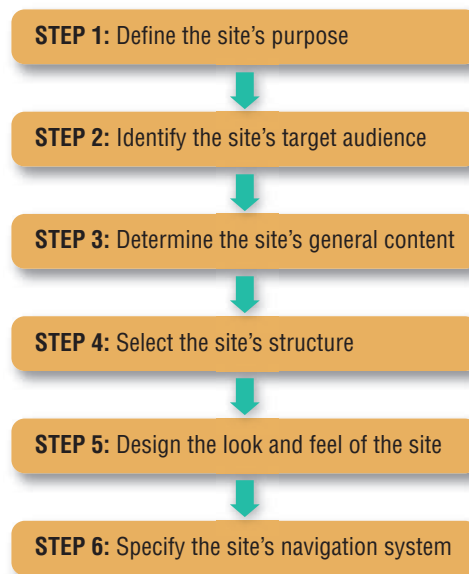 STEP 1: Define the site’s purpose
STEP 2: Identify the site’s target audience
STEP 3: Determine the site’s general content
STEP 4: Select the site’s structure
STEP 5: Design the look and feel of the site
STEP 6: Specify the site’s navigation system